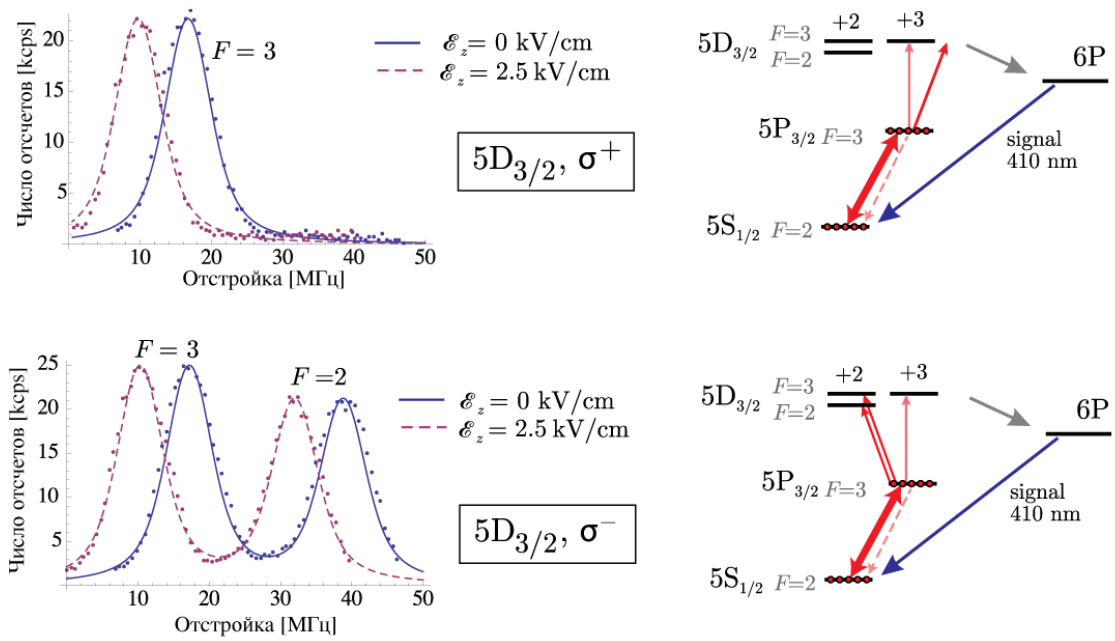 Число отсчетов [kcps]
20
15
10
5
10
20
30
40
50
Отстройка [МГц]
F = 3
ℰz = 0 kV/cm
ℰz = 2.5 kV/cm
5D3/2, σ+
+2
+3
5D3/2
F=3
F=2
6P
5P3/2 F=3
signal
410 nm
5S1/2 F=2
Число отсчетов [kcps]
25
20
15
10
5
0
10
20
30
40
50
Отстройка [МГц]
F = 3
F =2
ℰz = 0 kV/cm
ℰz = 2.5 kV/cm
5D3/2, σ−
+2
+3
5D3/2
F=3
F=2
6P
5P3/2 F=3
signal
410 nm
5S1/2 F=2